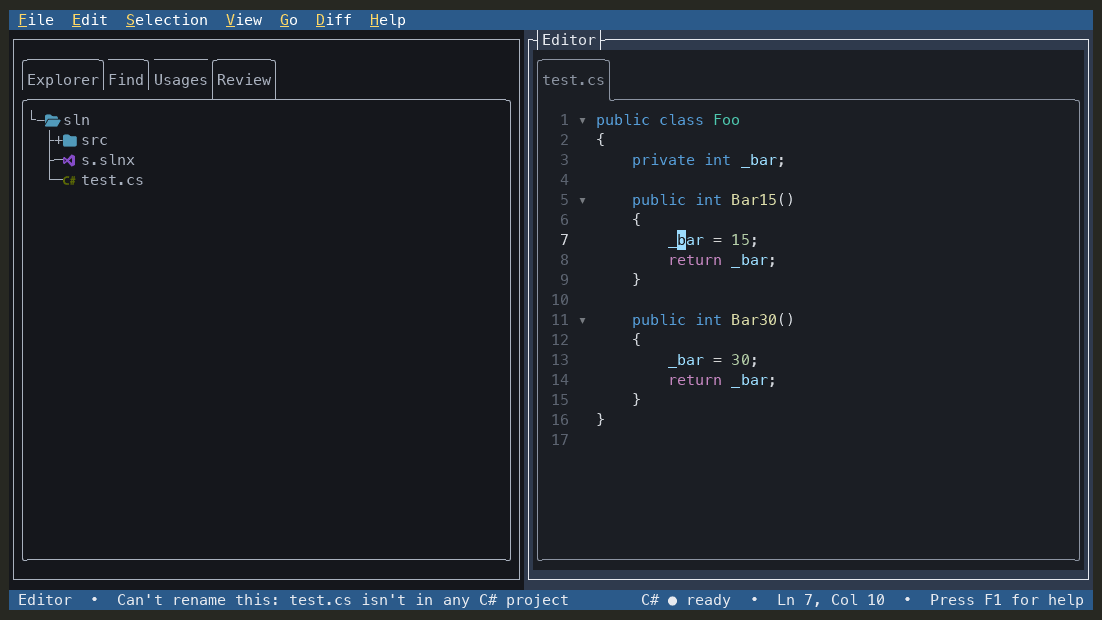 File Edit Selection View Go Diff Help
Editor
Explorer Find Usages Review
test.cs
sln
src
s.slnx
C# test.cs
1 ▾ public class Foo
2 {
3 private int _bar;
4
5 ▾ public int Bar15()
6 {
7 _bar = 15;
8 return _bar;
9 }
10
11 ▾ public int Bar30()
12 {
13 _bar = 30;
14 return _bar;
15 }
16 }
17
Editor • Can't rename this: test.cs isn't in any C# project C# ● ready • Ln 7, Col 10 • Press F1 for help